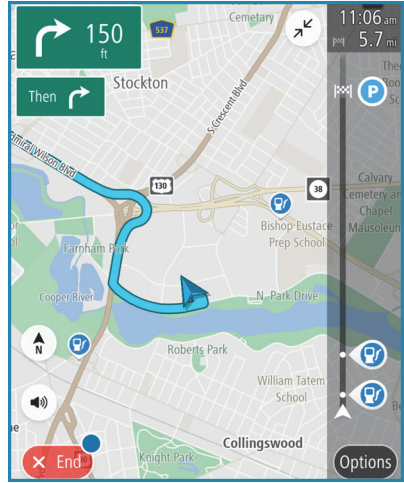 150
ft
Then
537
Cemetery
11:06 am
5.7 mi
Stockton
S Crescent Blvd
P
Admiral Wilson Blvd
130
38
Calvary
Cemetery
Chapel
Mausoleum
Bishop Eustace
Prep School
Farnham Park
Cooper River
N. Park Drive
N
Roberts Park
William Tatem
School
Collingswood
Knight Park
End
Options